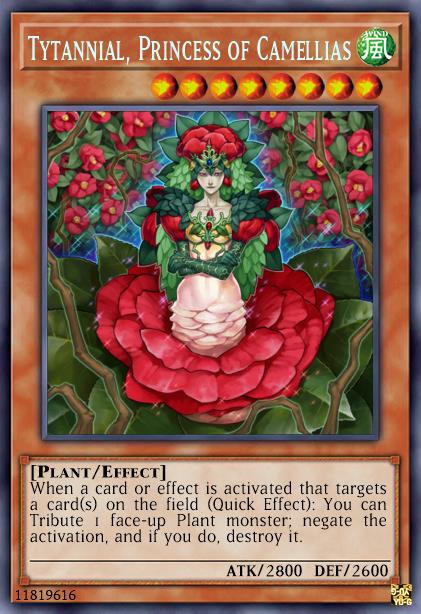 TYTANNIAL, PRINCESS OF CAMELLIAS
WIND
風
[PLANT/EFFECT]
When a card or effect is activated that targets
a card(s) on the field (Quick Effect): You can
Tribute 1 face-up Plant monster; negate the
activation, and if you do, destroy it.
ATK/2800 DEF/2600
11819616